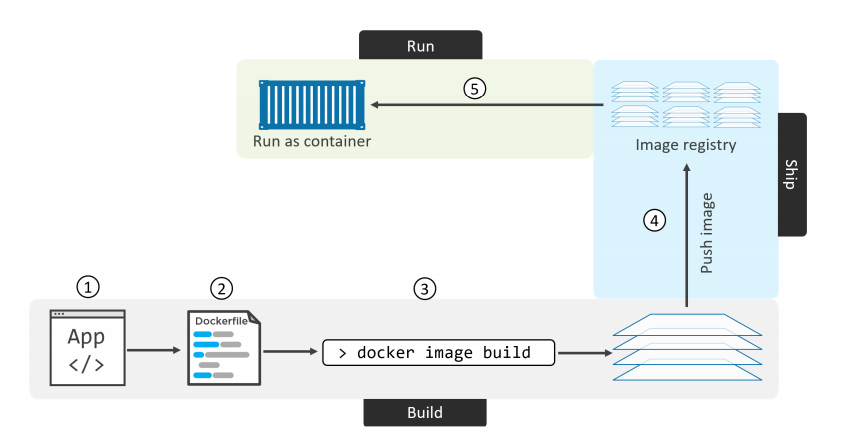 Run
5
Run as container
Image registry
Ship
4
Push image
1
2
3
App
</>
Dockerfile
> docker image build
Build